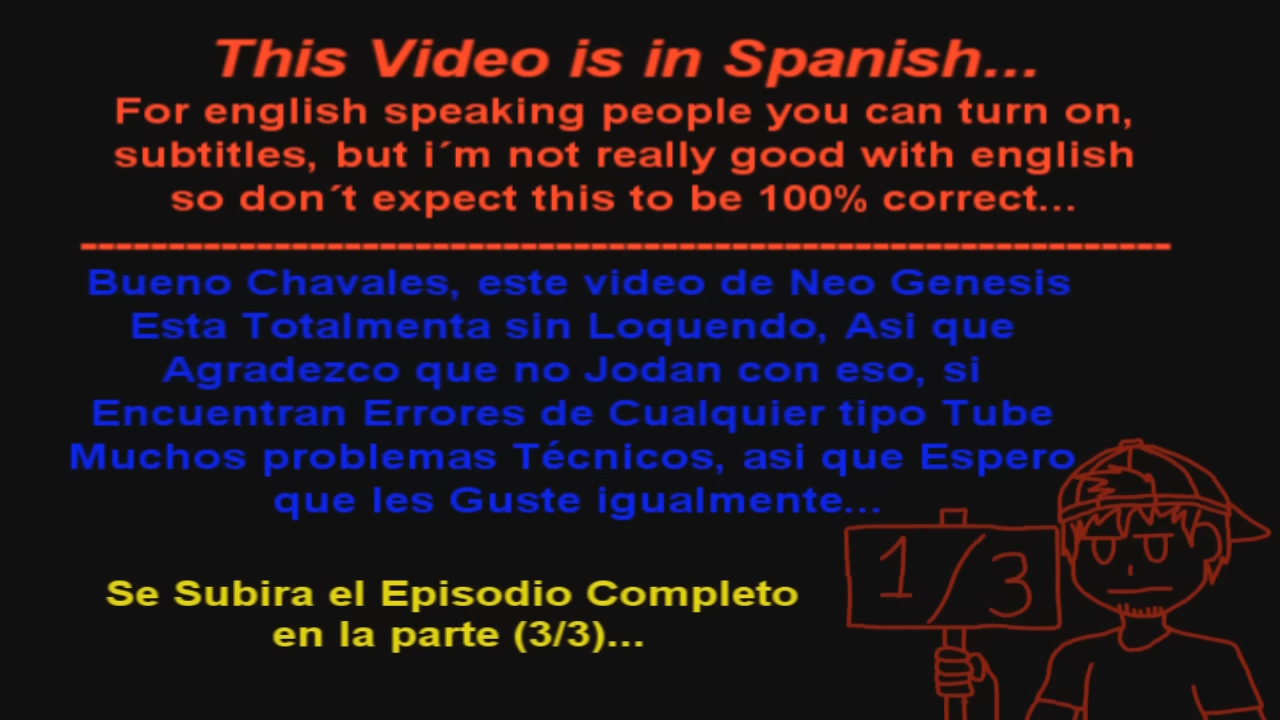 This Video is in Spanish...
For english speaking people you can turn on,
subtitles, but i´m not really good with english
so don´t expect this to be 100% correct...
--------------------------------------------------------------
Bueno Chavales, este video de Neo Genesis
Esta Totalmenta sin Loquendo, Asi que
Agradezco que no Jodan con eso, si
Encuentran Errores de Cualquier tipo Tube
Muchos problemas Técnicos, asi que Espero
que les Guste igualmente...
1/3
Se Subira el Episodio Completo
en la parte (3/3)...